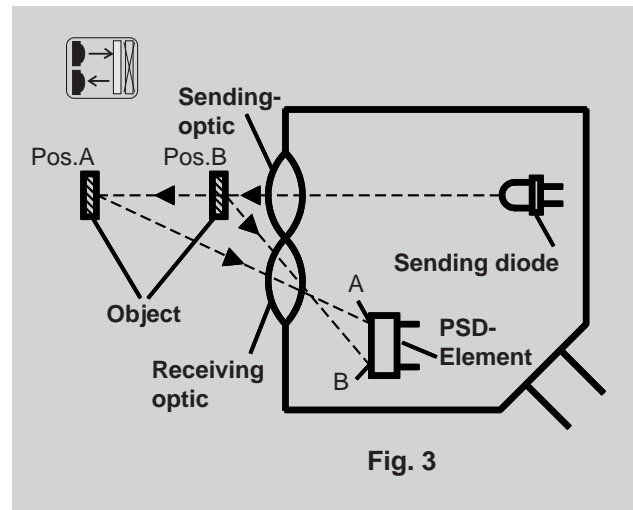 Sending-
optic
Pos.A
Pos.B
Sending diode
A
Object
PSD-
Element
B
Receiving
optic
Fig. 3